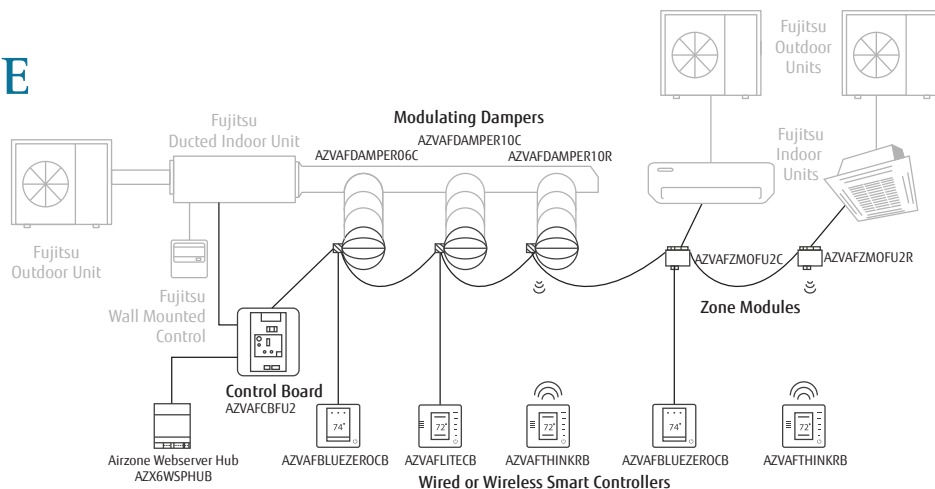 E
Fujitsu
Outdoor
Units
Modulating Dampers
Fujitsu
Ducted Indoor Unit
AZVAFDAMPER10C
AZVAFDAMPER06C
AZVAFDAMPER10R
Fujitsu
Indoor
Units
Fujitsu
Outdoor Unit
AZVAFZMOFU2C
AZVAFZMOFU2R
Fujitsu
Wall Mounted
Control
Zone Modules
Control Board
AZVAFCBFU2
74°
72°
72°
74°
72°
Airzone Webserver Hub
AZX6WSPHUB
AZVAFBLUEZEROCB
AZVAFLITECB
AZVAFTHINKRB
AZVAFBLUEZEROCB
AZVAFTHINKRB
Wired or Wireless Smart Controllers